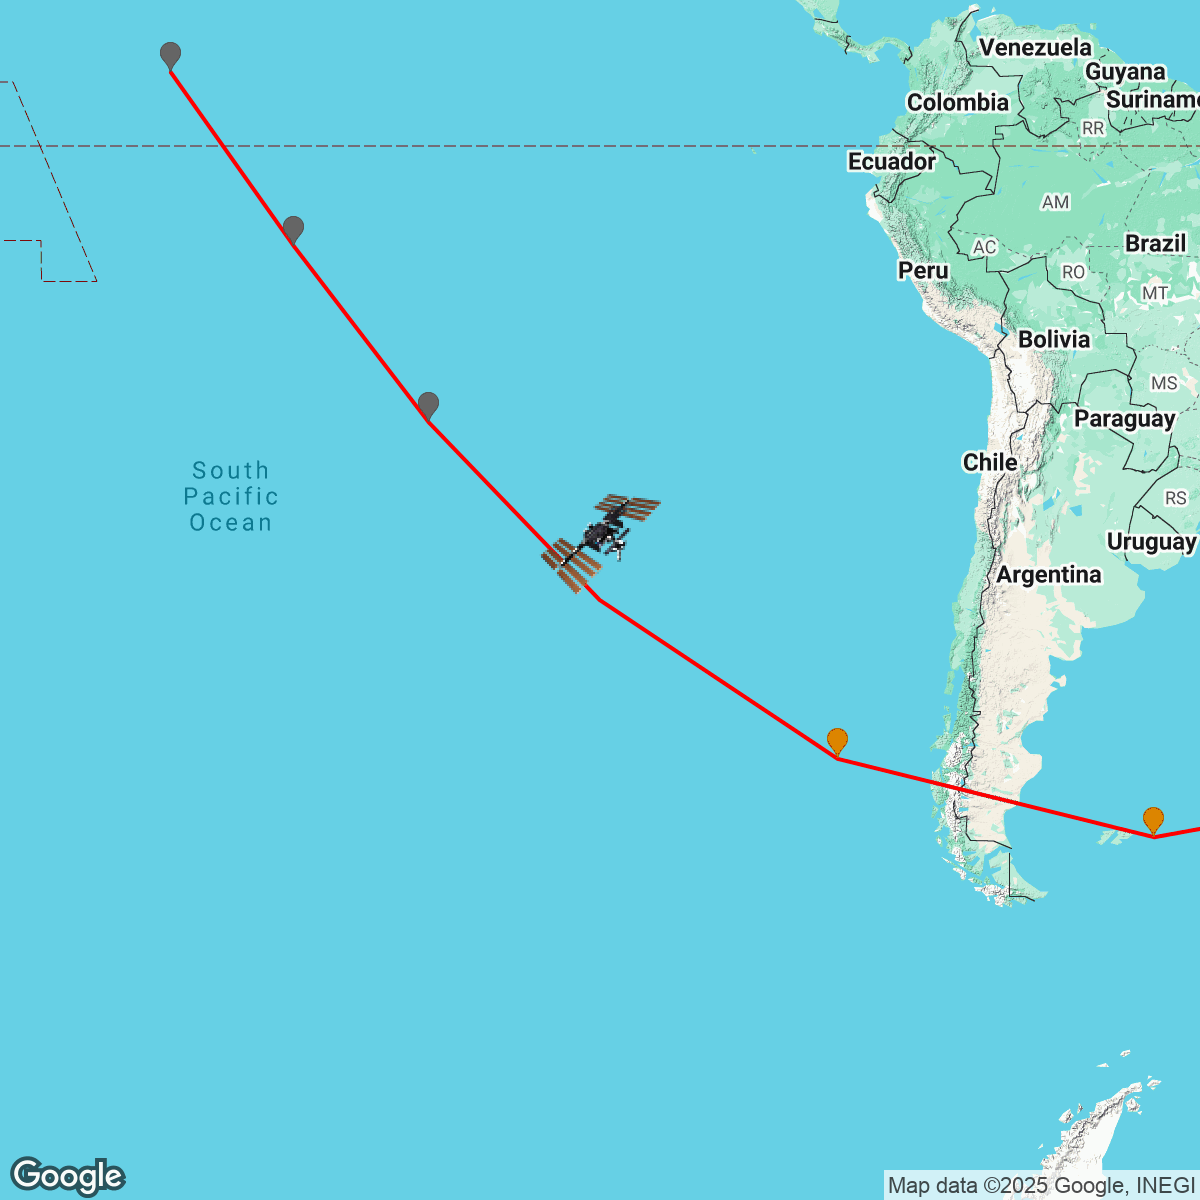 Venezuela
Guyana
Colombia
Suriname
RR
Ecuador
AM
Brazil
AC
Peru
RO
MT
Bolivia
MS
Paraguay
Chile
South
Pacific
Ocean
RS
Uruguay
Argentina
Google
Map data ©2025 Google, INEGI